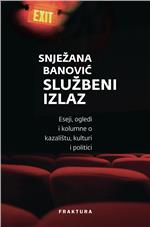 EXIT
SNJEŽANA
BANOVIĆ
SLUŽBENI
IZLAZ
Eseji, ogledi
i kolumne o
kazalištu, kulturi
i politici
FRAKTURA